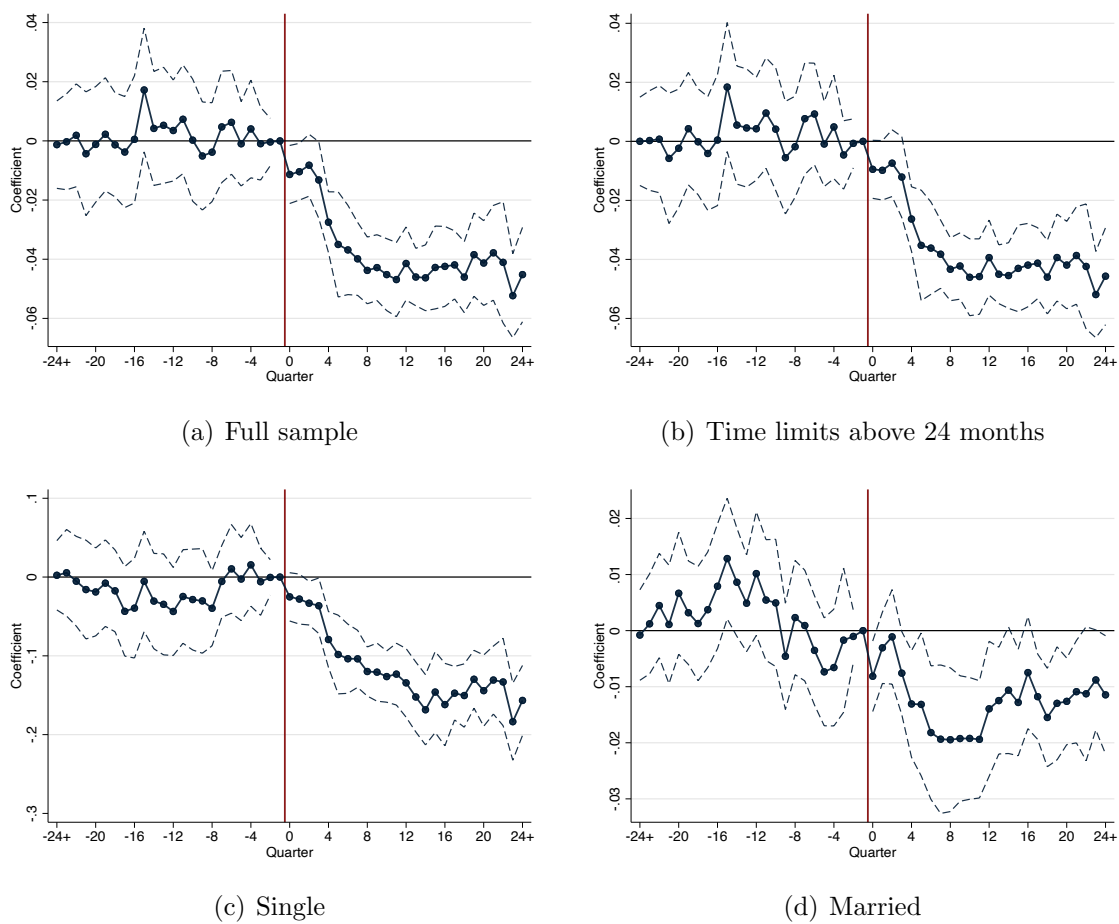 .04
.02
0
-.02
-.04
-.06
Coefficient
-24+ -20 -16 -12 -8 -4 0 4 8 12 16 20 24+
Quarter
(a) Full sample
.04
.02
0
-.02
-.04
-.06
Coefficient
-24+ -20 -16 -12 -8 -4 0 4 8 12 16 20 24+
Quarter
(b) Time limits above 24 months
.1
0
-.1
-.2
-.3
Coefficient
-24+ -20 -16 -12 -8 -4 0 4 8 12 16 20 24+
Quarter
(c) Single
.02
.01
0
-.01
-.02
-.03
Coefficient
-24+ -20 -16 -12 -8 -4 0 4 8 12 16 20 24+
Quarter
(d) Married